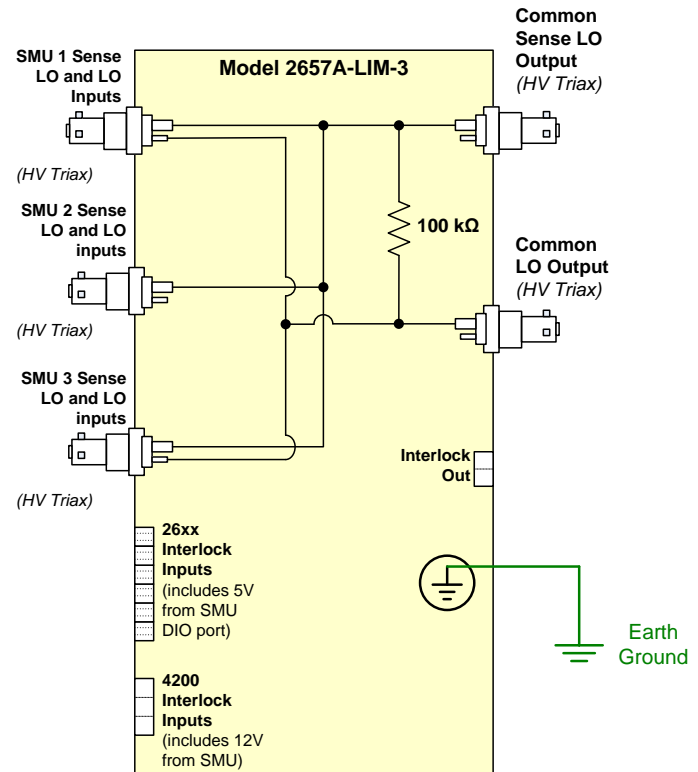 Common
Sense LO
Output
(HV Triax)
SMU 1 Sense
LO and LO
Inputs
Model 2657A-LIM-3
(HV Triax)
SMU 2 Sense
LO and LO
inputs
100 kΩ
Common
LO Output
(HV Triax)
(HV Triax)
SMU 3 Sense
LO and LO
inputs
Interlock
Out
(HV Triax)
26xx
Interlock
Inputs
(includes 5V
from SMU
DIO port)
Earth
Ground
4200
Interlock
Inputs
(includes 12V
from SMU)